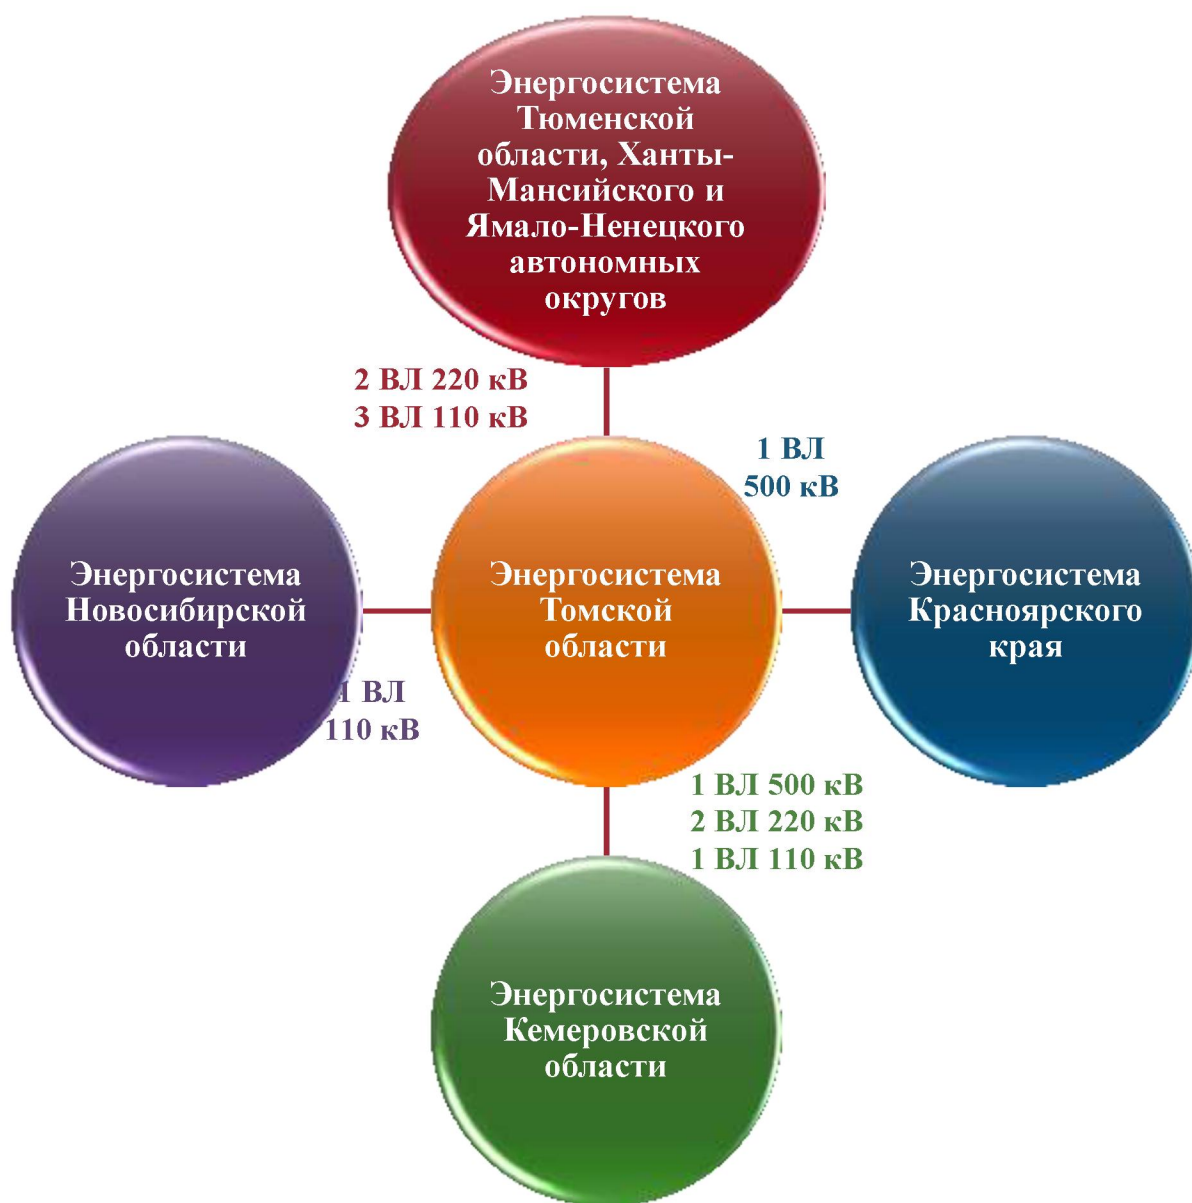 Энергосистема
Тюменской
области, Ханты-
Мансийского и
Ямало-Ненецкого
автономных
округов
2 ВЛ 220 кВ
3 ВЛ 110 кВ
1 ВЛ
500 кВ
Энергосистема
Новосибирской
области
Энергосистема
Томской
области
Энергосистема
Красноярского
края
1 ВЛ
110 кВ
1 ВЛ 500 кВ
2 ВЛ 220 кВ
1 ВЛ 110 кВ
Энергосистема
Кемеровской
области